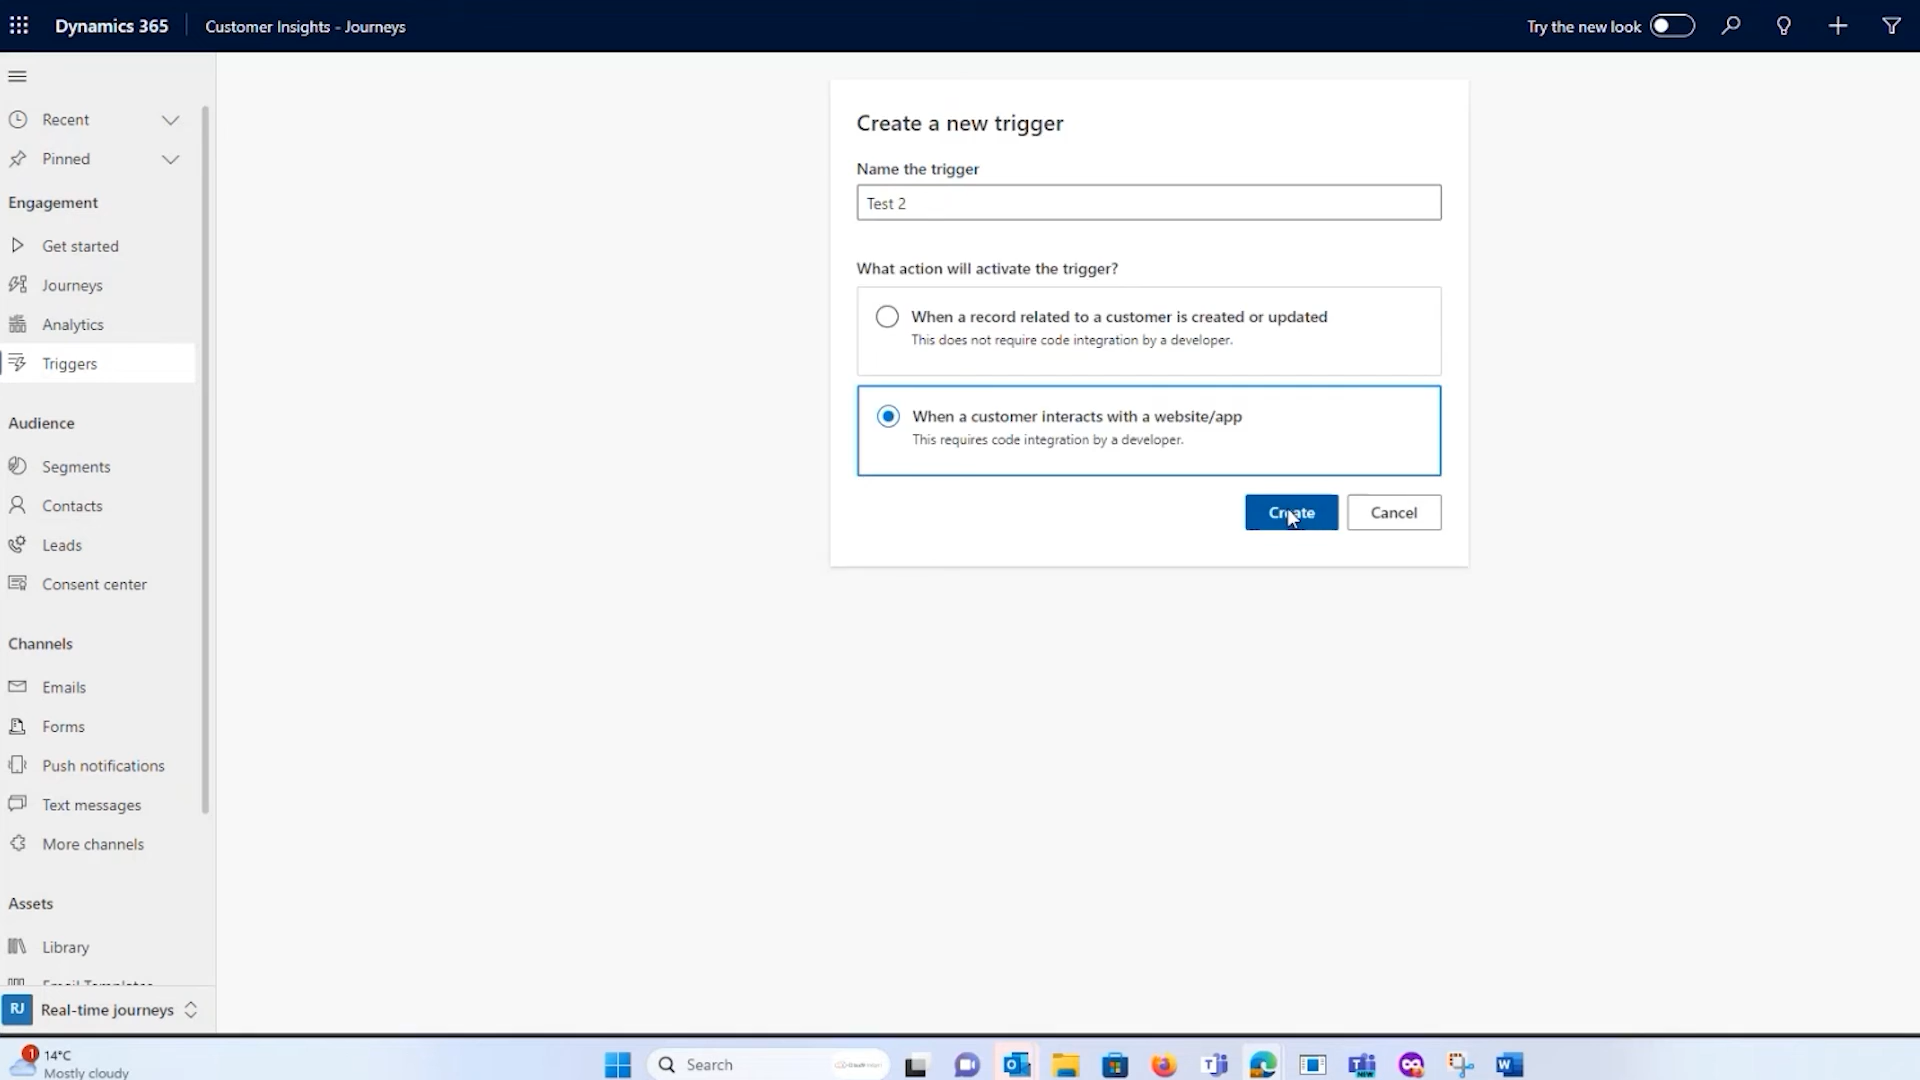 Dynamics 365
Customer Insights - Journeys
Try the new look
Recent
Pinned
Engagement
Get started
Journeys
Analytics
Triggers
Audience
Segments
Contacts
Leads
Consent center
Channels
Emails
Forms
Push notifications
Text messages
More channels
Assets
Library
Email Templates
RJ
Real-time journeys
Create a new trigger
Name the trigger
Test 2
What action will activate the trigger?
When a record related to a customer is created or updated
This does not require code integration by a developer.
When a customer interacts with a website/app
This requires code integration by a developer.
Create
Cancel
1
14°C
Mostly cloudy
Search
NEW